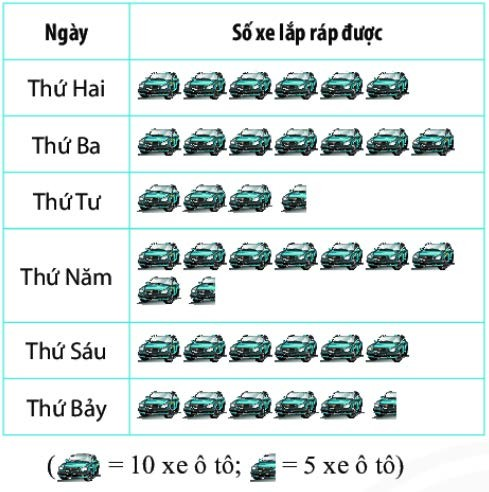 Ngày Số xe lắp ráp được
Thứ Hai
Thứ Ba
Thứ Tư
Thứ Năm
Thứ Sáu
Thứ Bảy
( = 10 xe ô tô; = 5 xe ô tô)